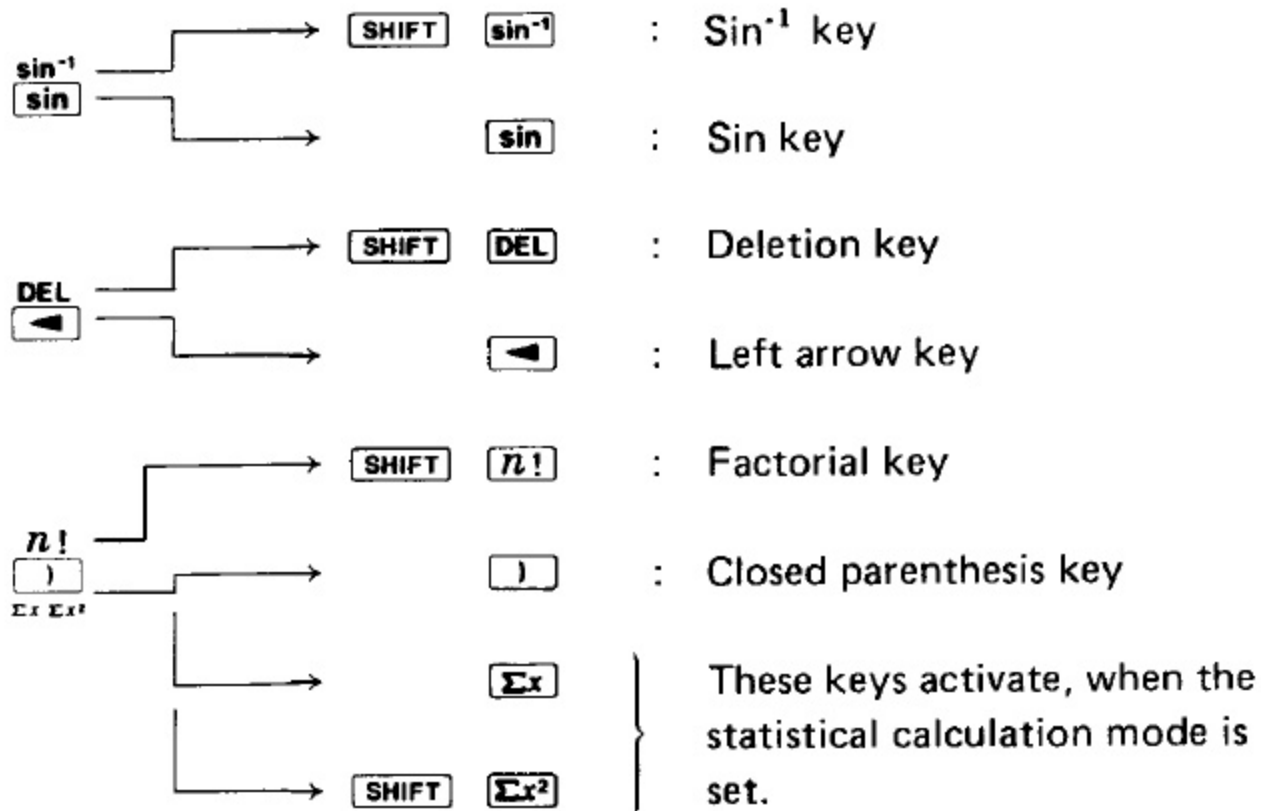 SHIFT sin⁻¹ : Sin⁻¹ key
sin⁻¹
sin
sin : Sin key
SHIFT DEL : Deletion key
DEL
◄
◄ : Left arrow key
SHIFT n! : Factorial key
n!
)
Σx Σx²
) : Closed parenthesis key
Σx
These keys activate, when the
statistical calculation mode is
set.
SHIFT Σx²